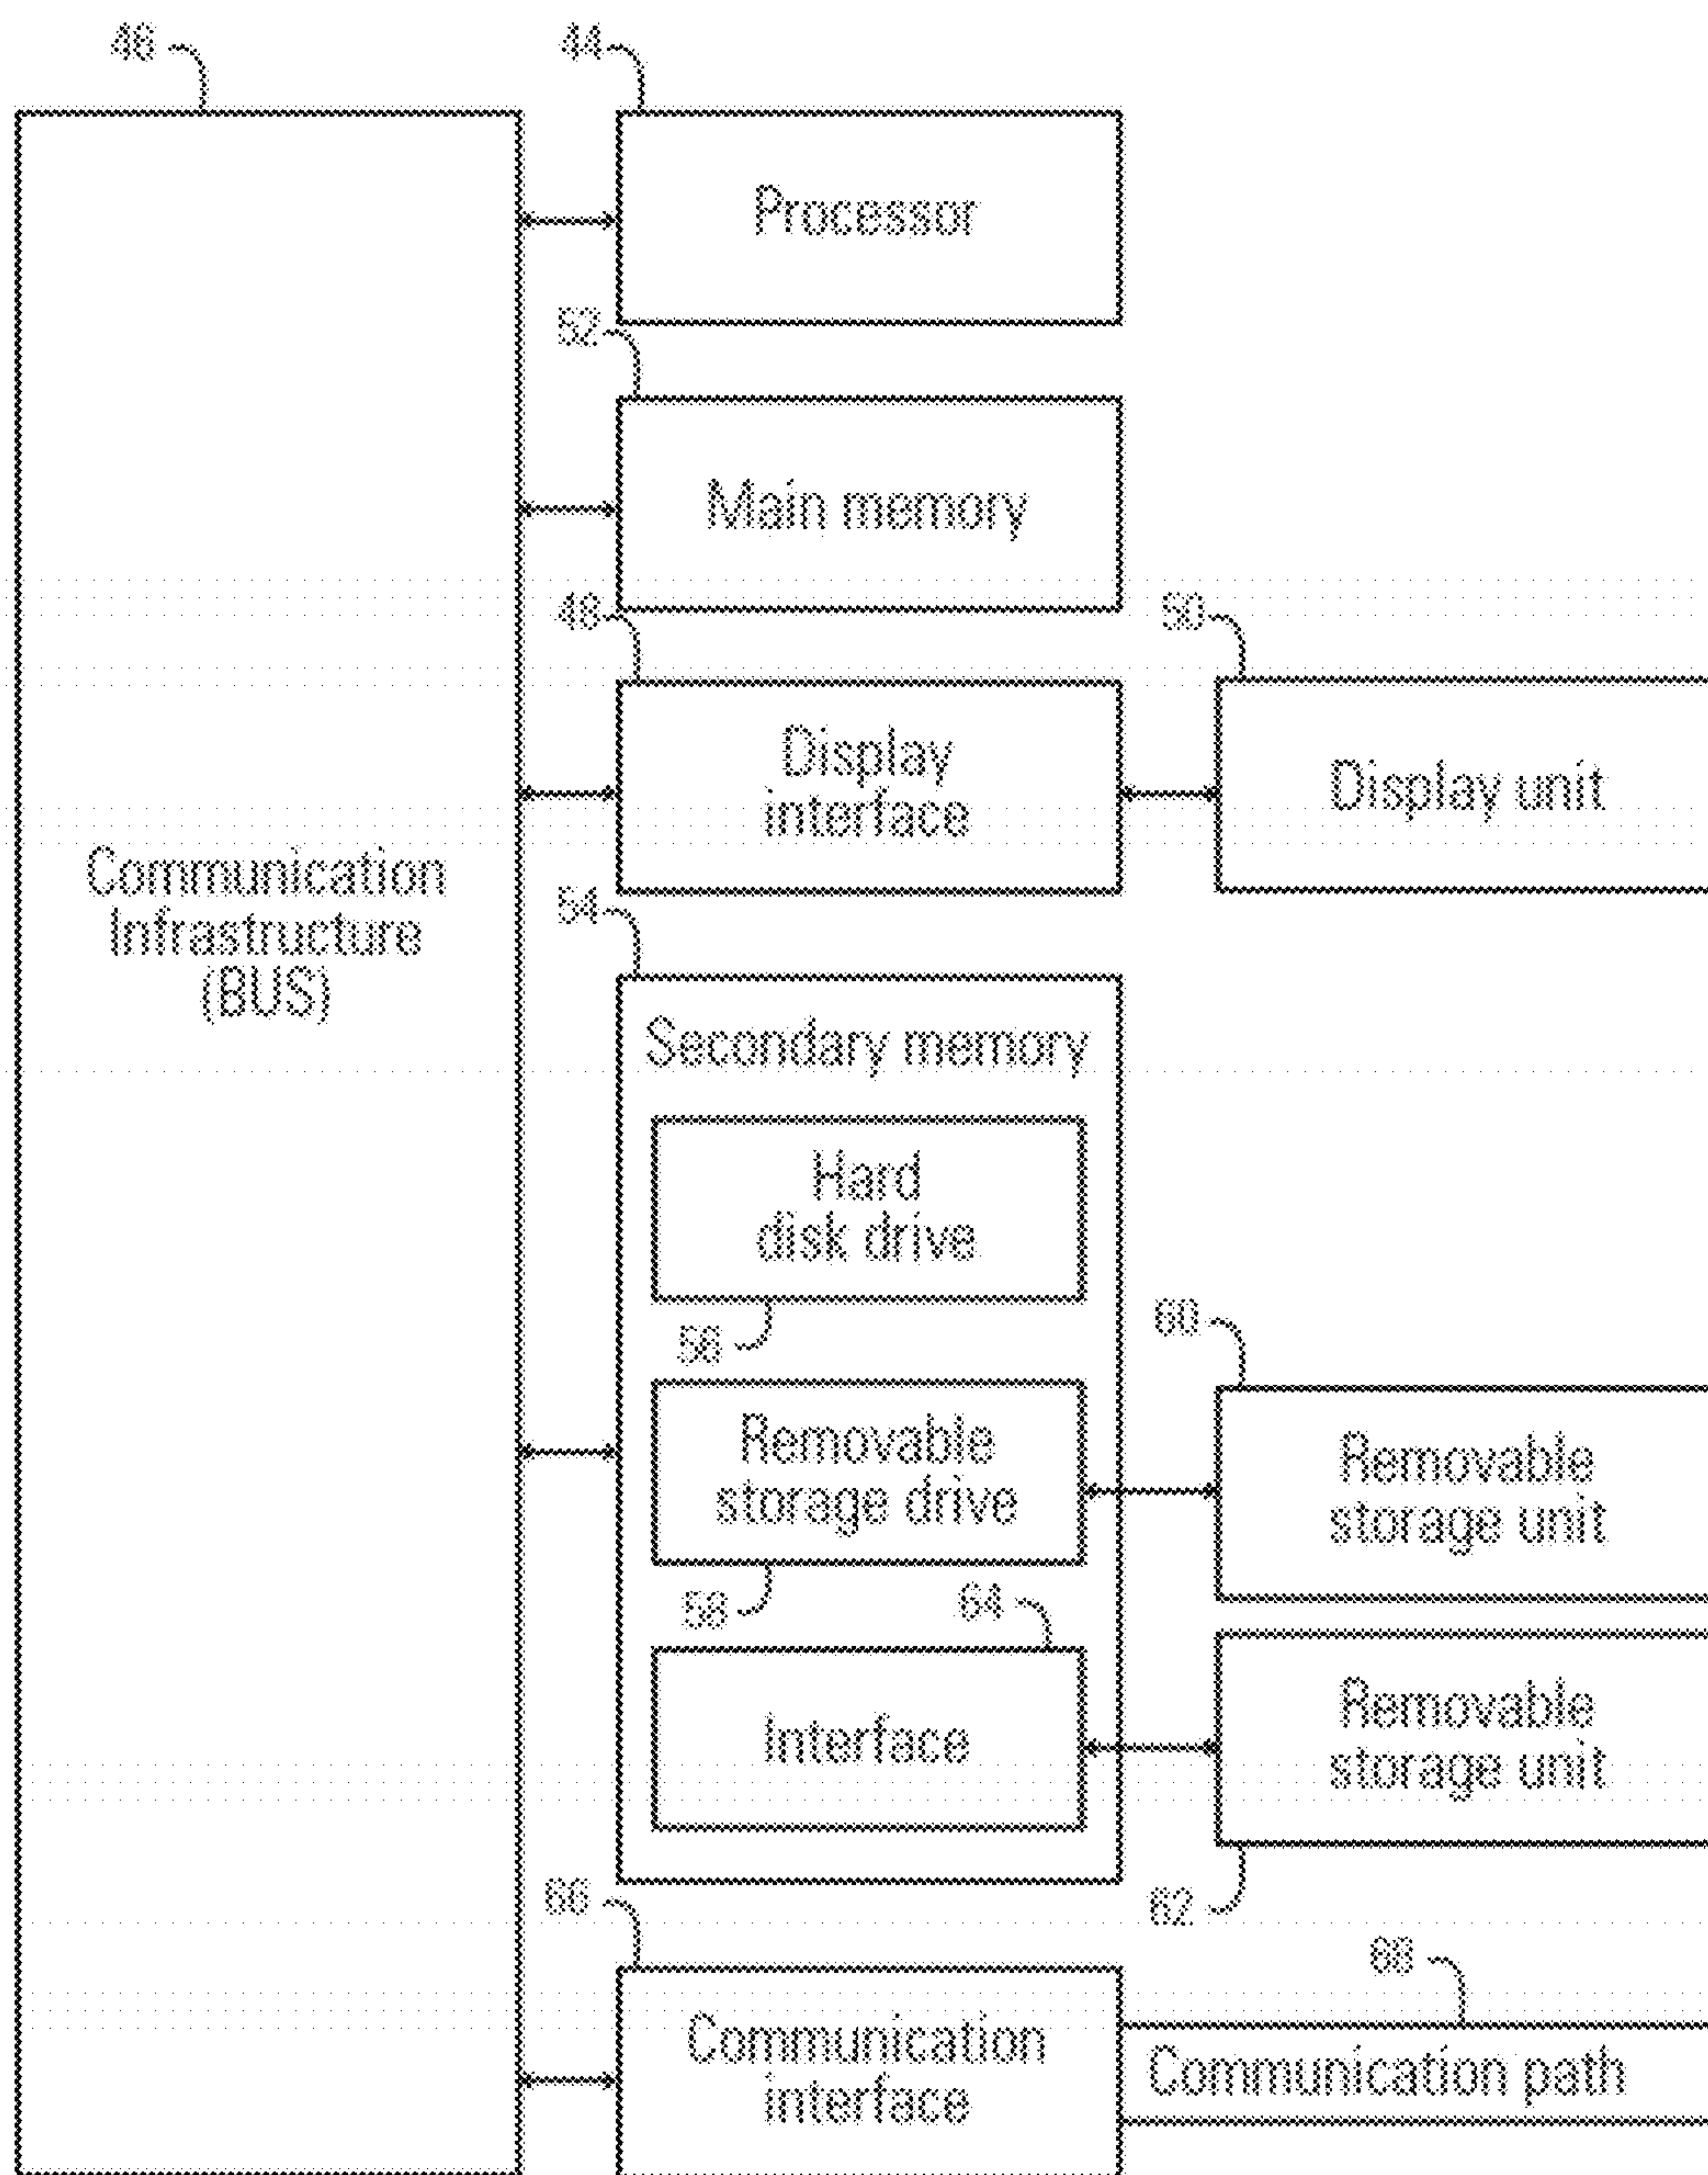 46
44
Processor
52
Main memory
48
50
Display
interface
Display unit
Communication
Infrastructure
(BUS)
54
Secondary memory
Hard
disk drive
56
60
Removable
storage drive
Removable
storage unit
58
64
Interface
Removable
storage unit
62
66
68
Communication
interface
Communication path